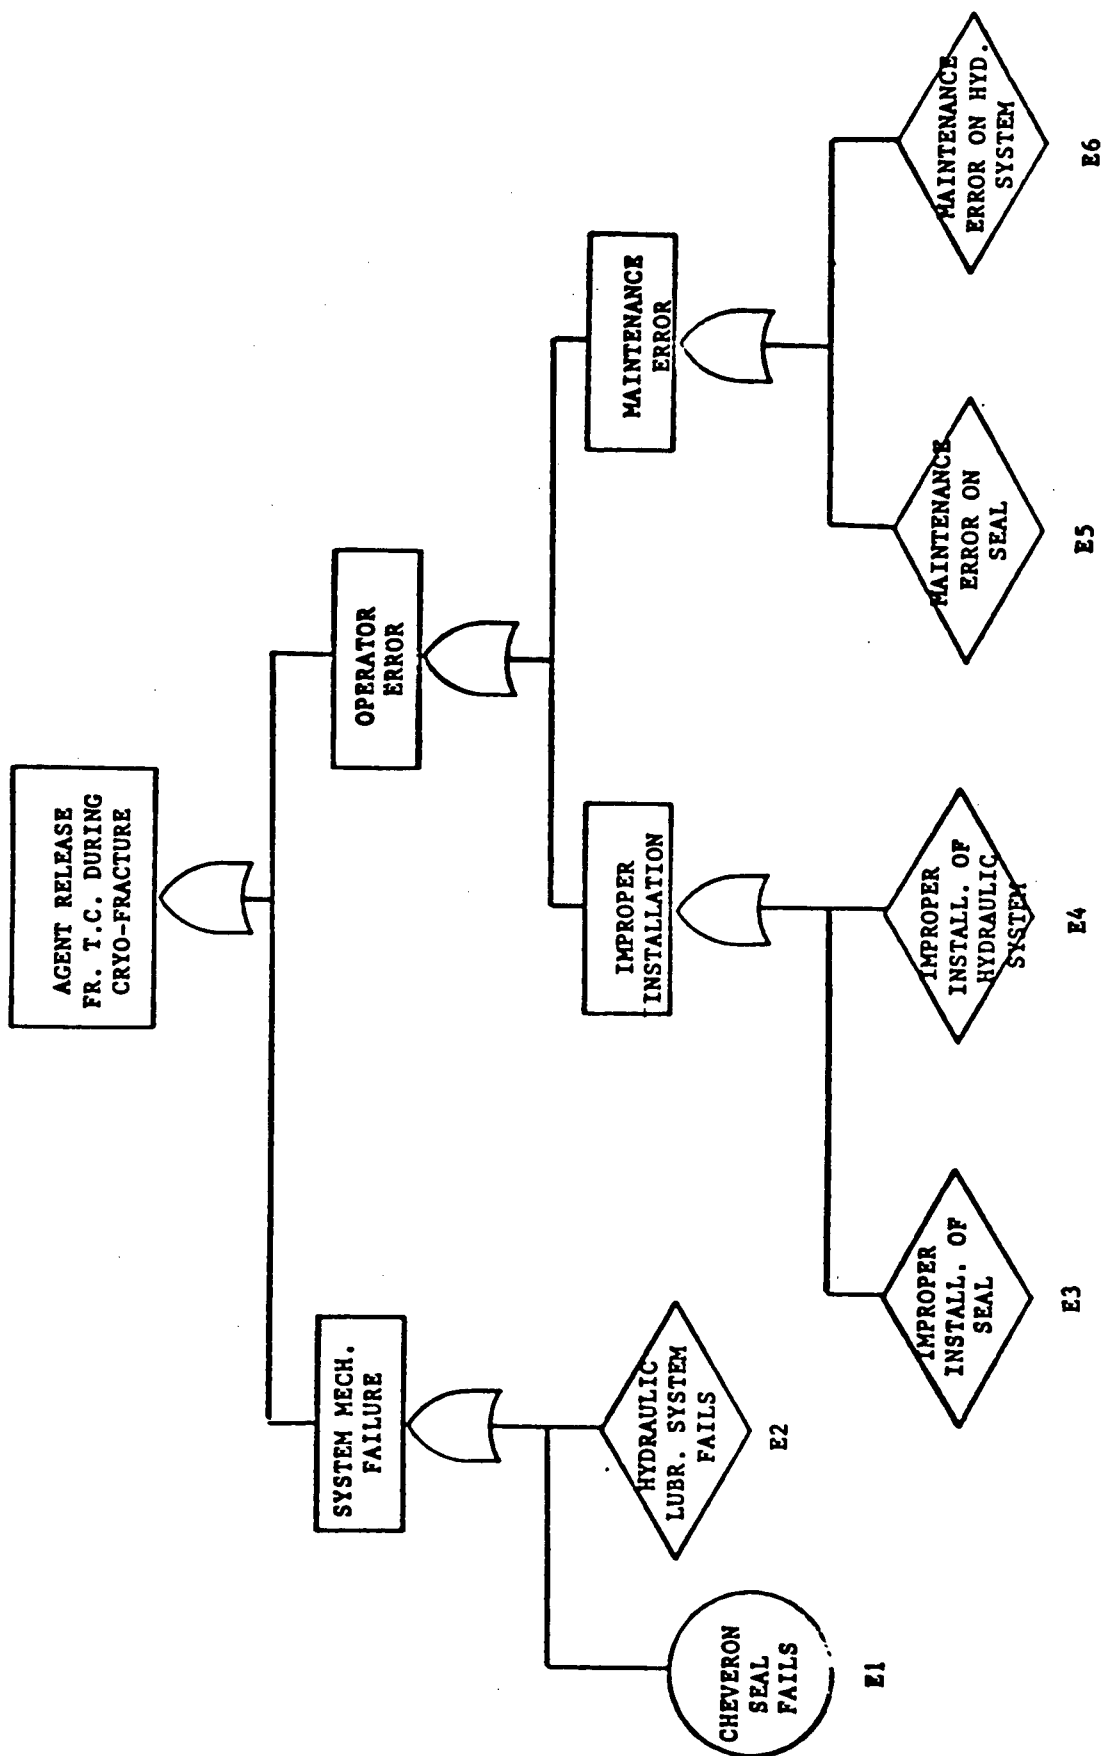 AGENT RELEASE
FR. T.C. DURING
CRYO-FRACTURE
SYSTEM MECH.
FAILURE
OPERATOR
ERROR
CHEVERON
SEAL
FAILS
E1
HYDRAULIC
LUBR. SYSTEM
FAILS
E2
IMPROPER
INSTALLATION
MAINTENANCE
ERROR
IMPROPER
INSTALL. OF
SEAL
E3
IMPROPER
INSTALL. OF
HYDRAULIC
SYSTEM
E4
MAINTENANCE
ERROR ON
SEAL
E5
MAINTENANCE
ERROR ON HYD.
SYSTEM
E6